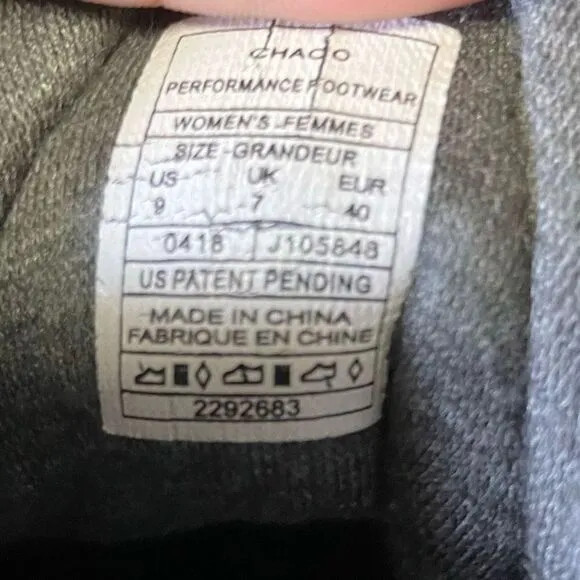 CHACO
PERFORMANCE FOOTWEAR
WOMEN'S-FEMMES
SIZE-GRANDEUR
US UK EUR
9 7 40
0418 J105848
US PATENT PENDING
MADE IN CHINA
FABRIQUE EN CHINE
2292683